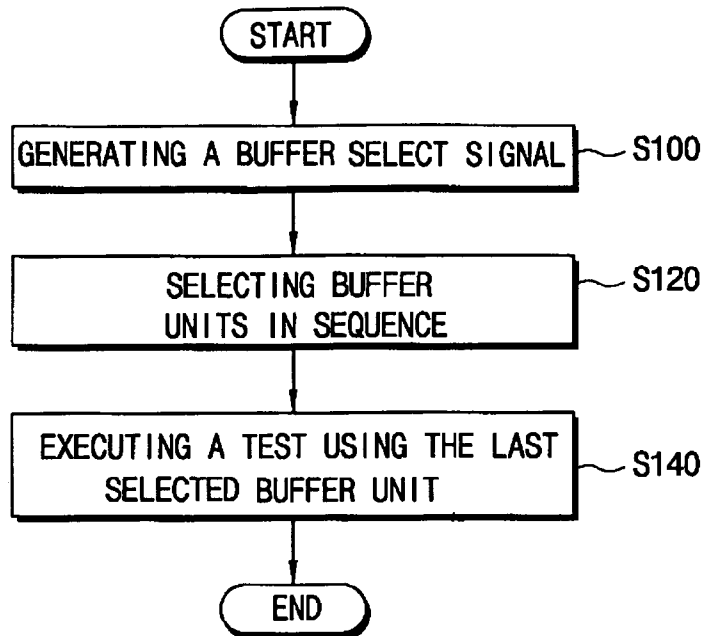 START
GENERATING A BUFFER SELECT SIGNAL
S100
SELECTING BUFFER
UNITS IN SEQUENCE
S120
EXECUTING A TEST USING THE LAST
SELECTED BUFFER UNIT
S140
END